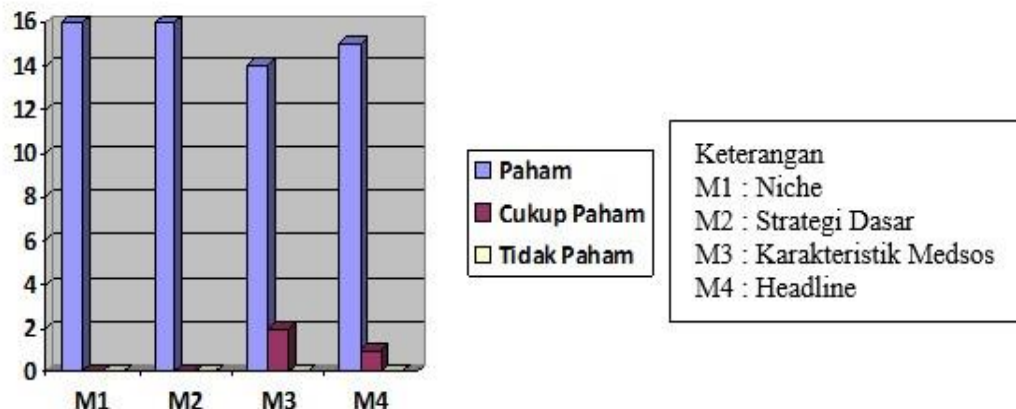 16
14
12
10
8
6
4
2
0
M1 M2 M3 M4
Paham
Cukup Paham
Tidak Paham
Keterangan
M1 : Niche
M2 : Strategi Dasar
M3 : Karakteristik Medsos
M4 : Headline